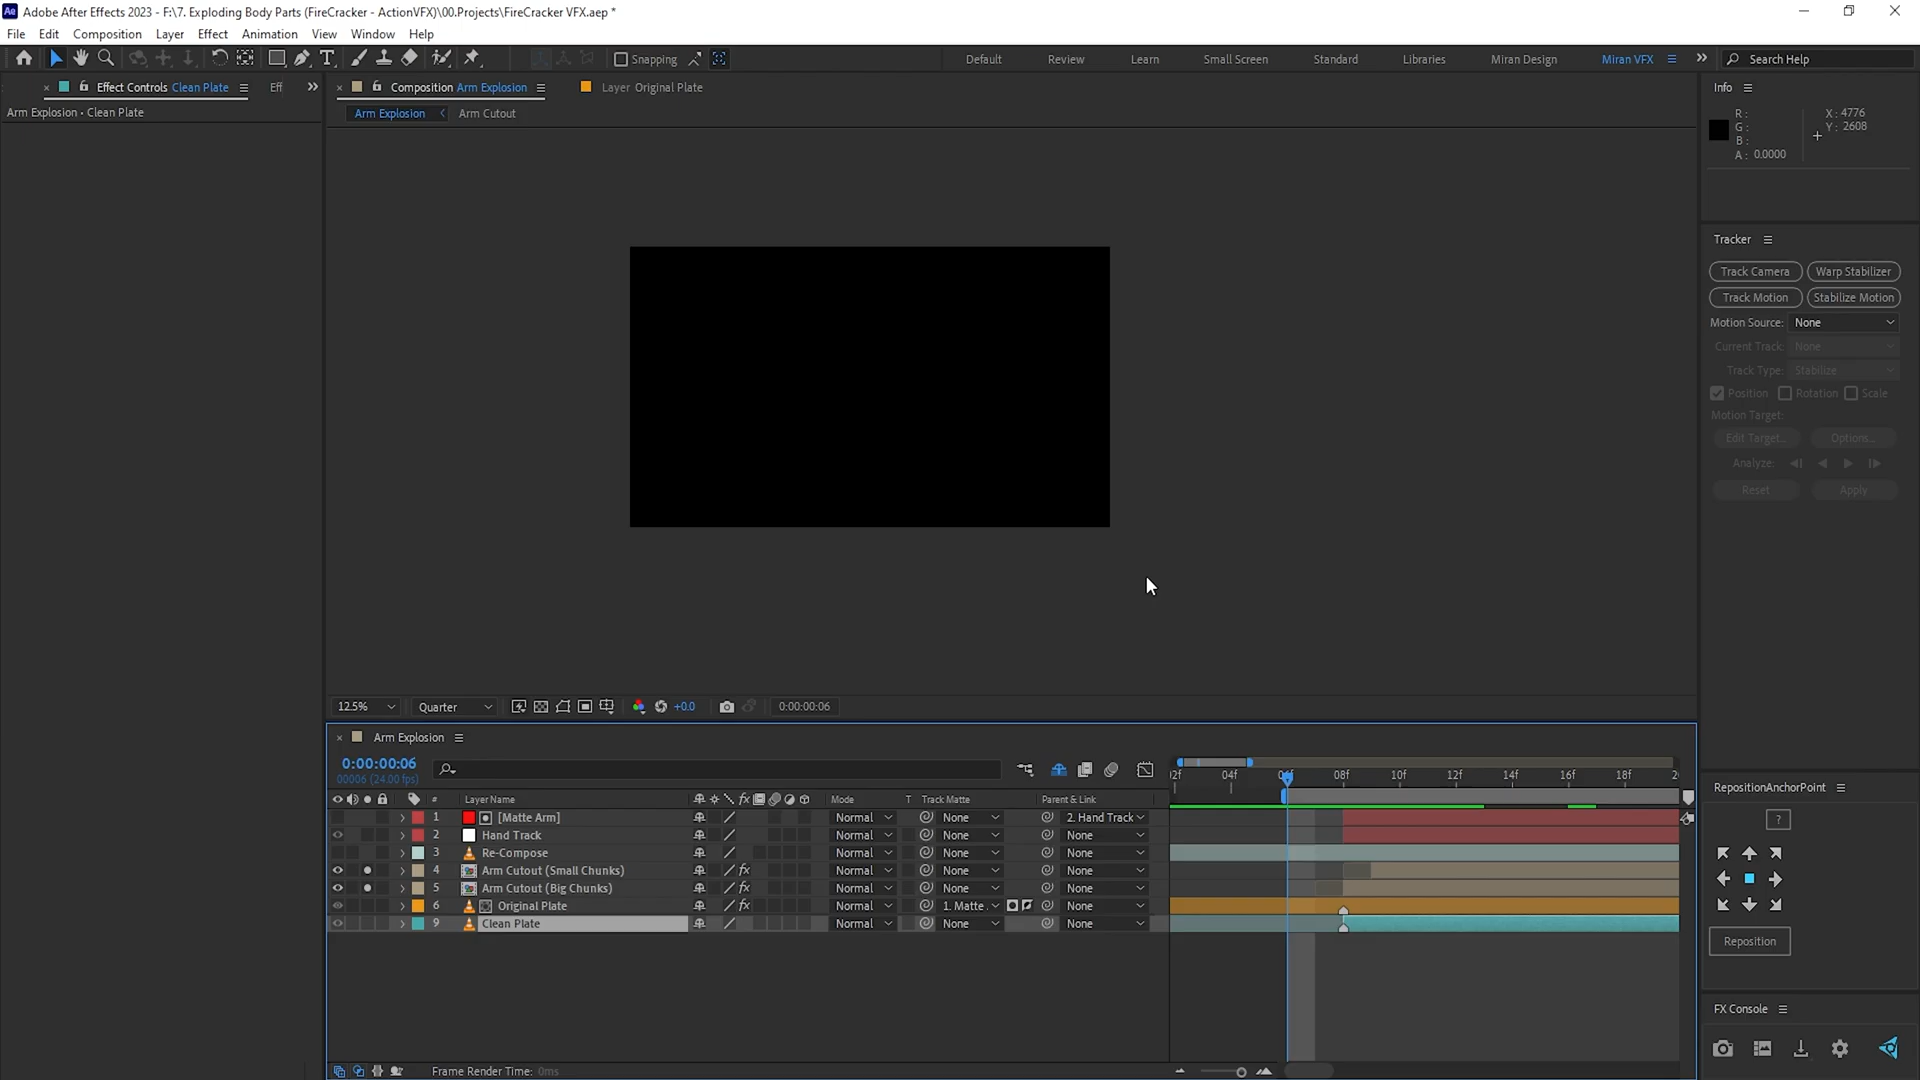 Adobe After Effects 2023 - F:\7. Exploding Body Parts (FireCracker - ActionVFX)\00.Projects\FireCracker VFX.aep *
File Edit Composition Layer Effect Animation View Window Help
Snapping
Default Review Learn Small Screen Standard Libraries Miran Design Miran VFX
Search Help
Effect Controls Clean Plate
Eff
Composition Arm Explosion
Layer Original Plate
Info
Arm Explosion • Clean Plate
Arm Explosion
Arm Cutout
R:
G:
B:
A: 0.0000
X: 4776
Y: 2608
Tracker
Track Camera
Warp Stabilizer
Track Motion
Stabilize Motion
Motion Source: None
Current Track: None
Track Type: Stabilize
Position Rotation Scale
Motion Target:
Edit Target...
Options...
Analyze:
Reset
Apply
12.5%
Quarter
+0.0
0:00:00:06
Arm Explosion
0:00:00:06
00006 (24.00 fps)
02f 04f 06f 08f 10f 12f 14f 16f 18f
# Layer Name fx Mode T Track Matte Parent & Link
1 [Matte Arm] Normal None 2. Hand Track
2 Hand Track Normal None None
3 Re-Compose Normal None None
4 Arm Cutout (Small Chunks) fx Normal None None
5 Arm Cutout (Big Chunks) fx Normal None None
6 Original Plate fx Normal 1. Matte None
9 Clean Plate Normal None None
Frame Render Time: 0ms
RepositionAnchorPoint
?
Reposition
FX Console